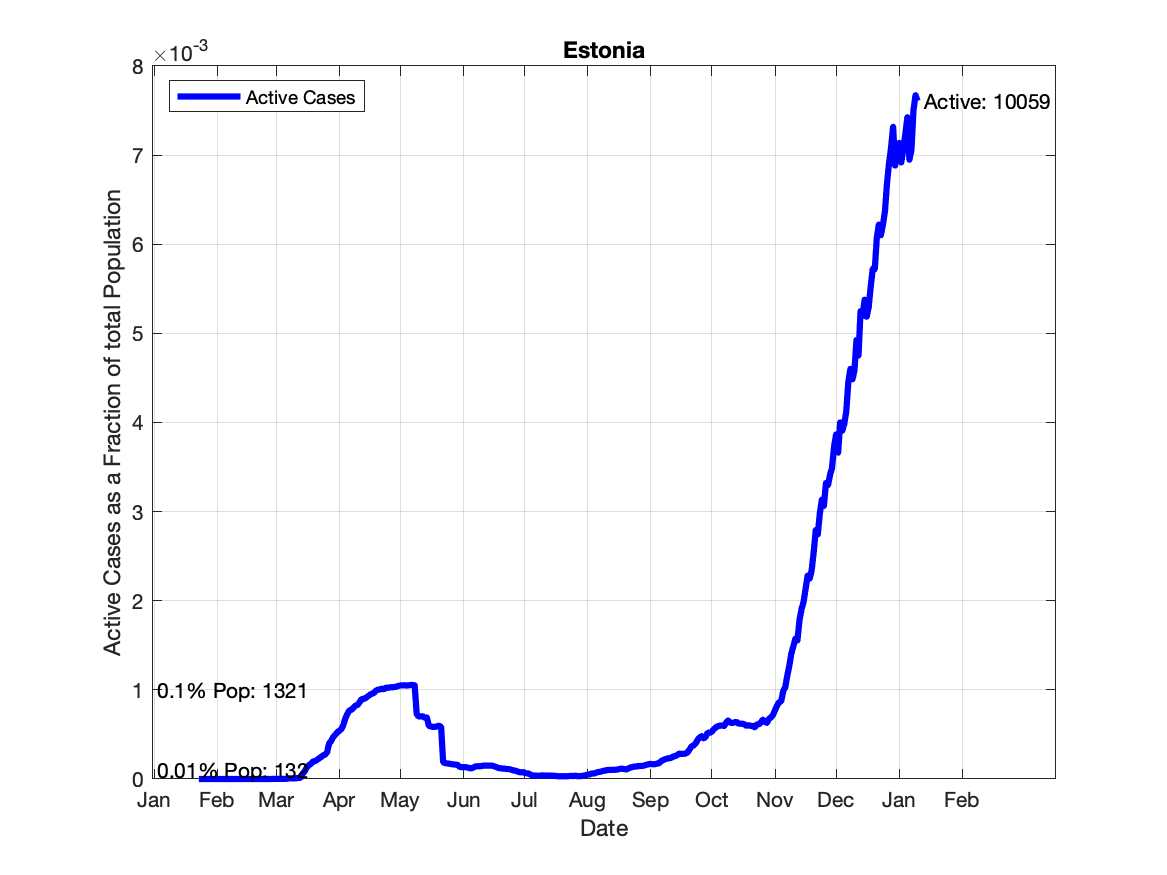 Estonia
×10-3
Active Cases
Active: 10059
8
7
6
5
4
3
2
1
0
Active Cases as a Fraction of total Population
0.1% Pop: 1321
0.01% Pop: 132
Jan Feb Mar Apr May Jun Jul Aug Sep Oct Nov Dec Jan Feb
Date